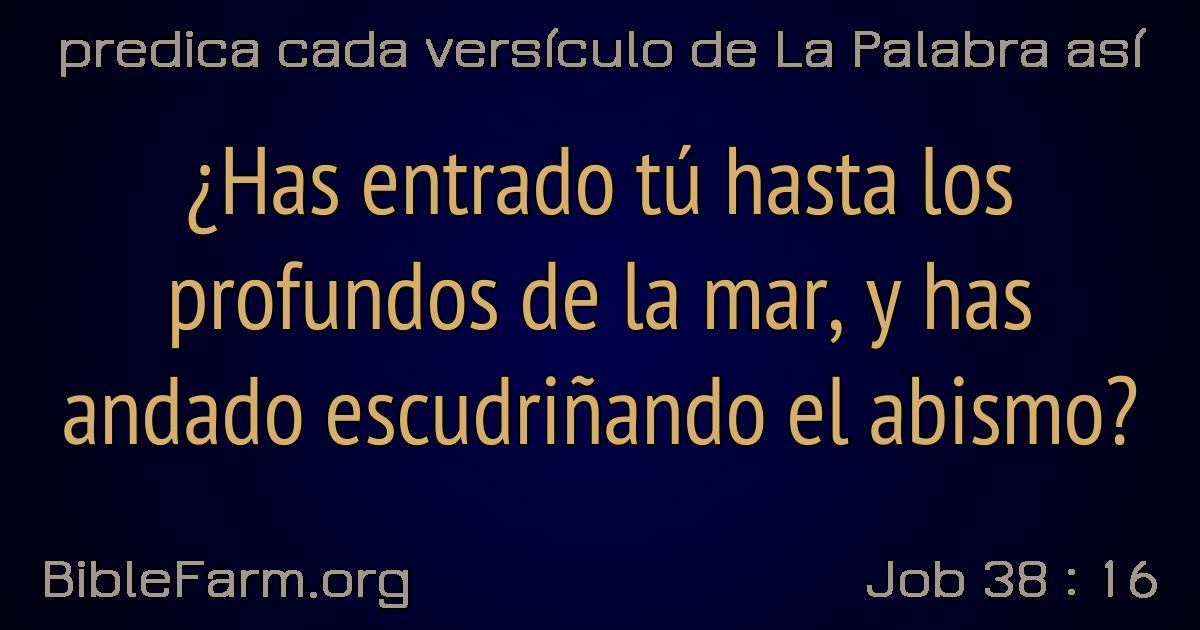 predica cada versículo de La Palabra así
¿Has entrado tú hasta los
profundos de la mar, y has
andado escudriñando el abismo?
BibleFarm.org
Job 38 : 16